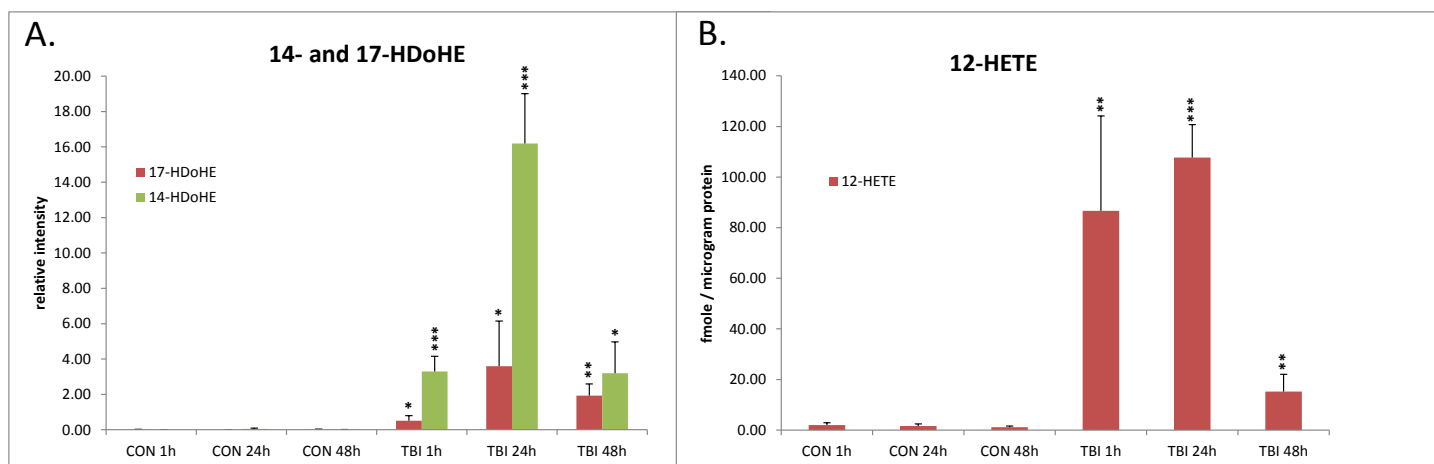 A.
14- and 17-HDoHE
relative intensity
20.00
18.00
16.00
14.00
12.00
10.00
8.00
6.00
4.00
2.00
0.00
17-HDoHE
14-HDoHE
*
***
*
***
**
*
CON 1h CON 24h CON 48h TBI 1h TBI 24h TBI 48h
B.
12-HETE
fmole / microgram protein
140.00
120.00
100.00
80.00
60.00
40.00
20.00
0.00
12-HETE
**
***
**
CON 1h CON 24h CON 48h TBI 1h TBI 24h TBI 48h